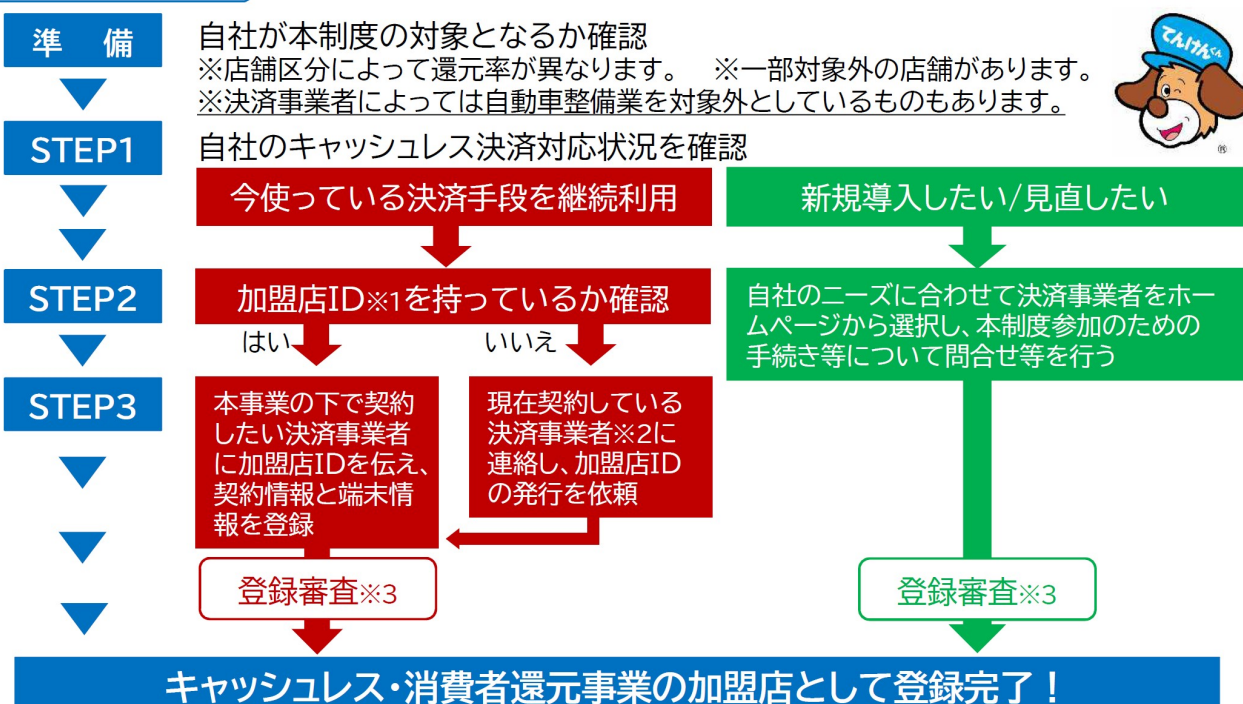 準　備
自社が本制度の対象となるか確認
※店舗区分によって還元率が異なります。　※一部対象外の店舗があります。
※決済事業者によっては自動車整備業を対象外としているものもあります。
てんけんくん
STEP1
自社のキャッシュレス決済対応状況を確認
今使っている決済手段を継続利用
新規導入したい/見直したい
STEP2
加盟店ID※1を持っているか確認
はい
いいえ
自社のニーズに合わせて決済事業者をホー
ムページから選択し、本制度参加のための
手続き等について問合せ等を行う
STEP3
本事業の下で契約
したい決済事業者
に加盟店IDを伝え、
契約情報と端末情
報を登録
現在契約している
決済事業者※2に
連絡し、加盟店ID
の発行を依頼
登録審査※3
登録審査※3
キャッシュレス・消費者還元事業の加盟店として登録完了！